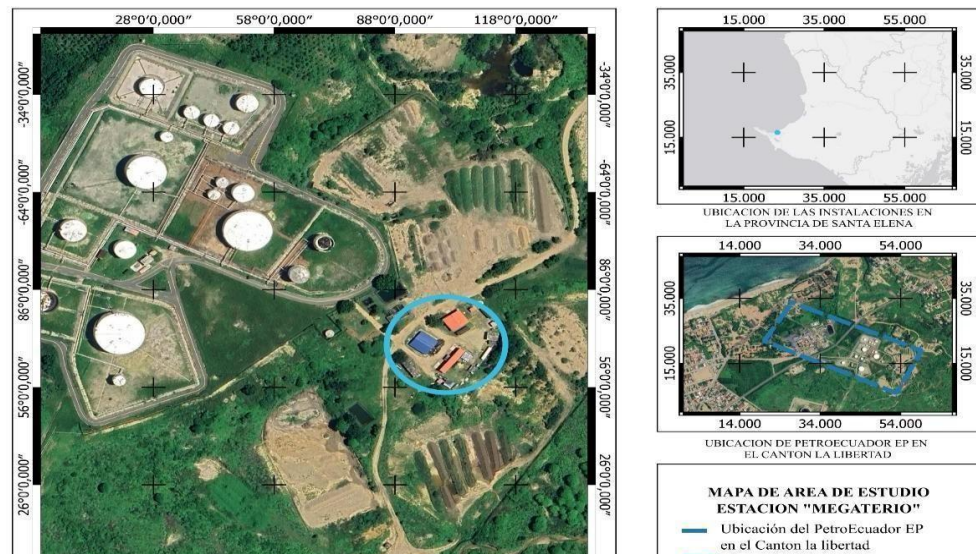 28°0'0,000" 58°0'0,000" 88°0'0,000" 118°0'0,000"
-34°0'0,000" -34°0'0,000"
-64°0'0,000" -64°0'0,000"
86°0'0,000" 86°0'0,000"
56°0'0,000" 56°0'0,000"
26°0'0,000" 26°0'0,000"
15.000 35.000 55.000
35.000 35.000
15.000 15.000
15.000 35.000 55.000
UBICACION DE LAS INSTALACIONES EN
LA PROVINCIA DE SANTA ELENA
14.000 34.000 54.000
35.000 35.000
15.000 15.000
14.000 34.000 54.000
UBICACION DE PETROECUADOR EP EN
EL CANTON LA LIBERTAD
MAPA DE AREA DE ESTUDIO
ESTACION "MEGATERIO"
Ubicación del PetroEcuador EP
en el Canton la libertad